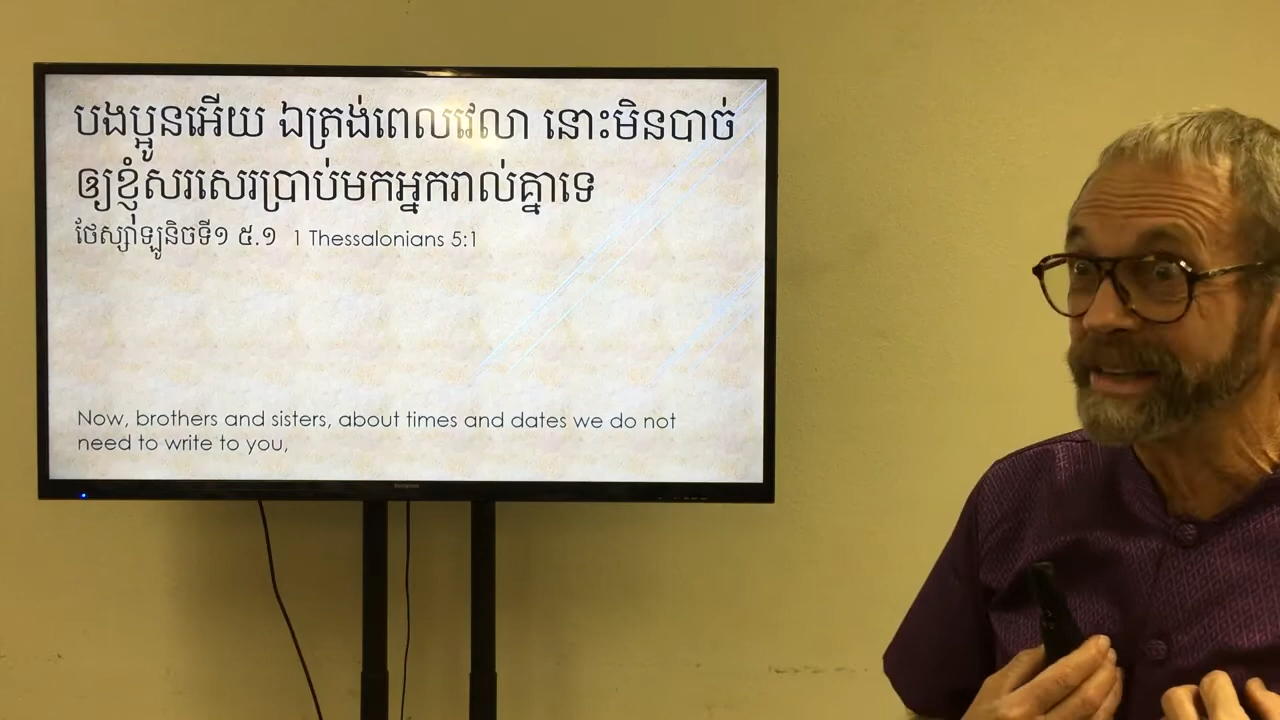 បងប្អូនអើយ ឯត្រង់ពេលវេលា នោះមិនបាច់
ឲ្យខ្ញុំសរសេរប្រាប់មកអ្នករាល់គ្នាទេ
ថែស្សាឡូនិចទី១ ៥.១ 1 Thessalonians 5:1
Now, brothers and sisters, about times and dates we do not
need to write to you,